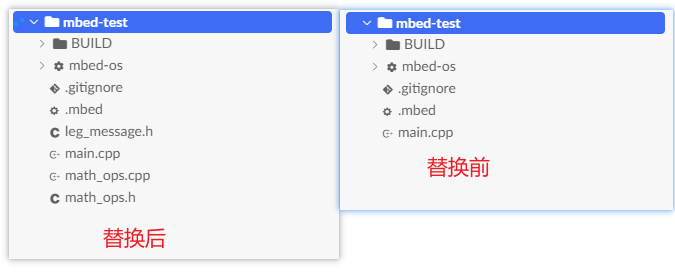 mbed-test
BUILD
mbed-os
.gitignore
.mbed
leg_message.h
main.cpp
math_ops.cpp
math_ops.h
替换后
mbed-test
BUILD
mbed-os
.gitignore
.mbed
main.cpp
替换前